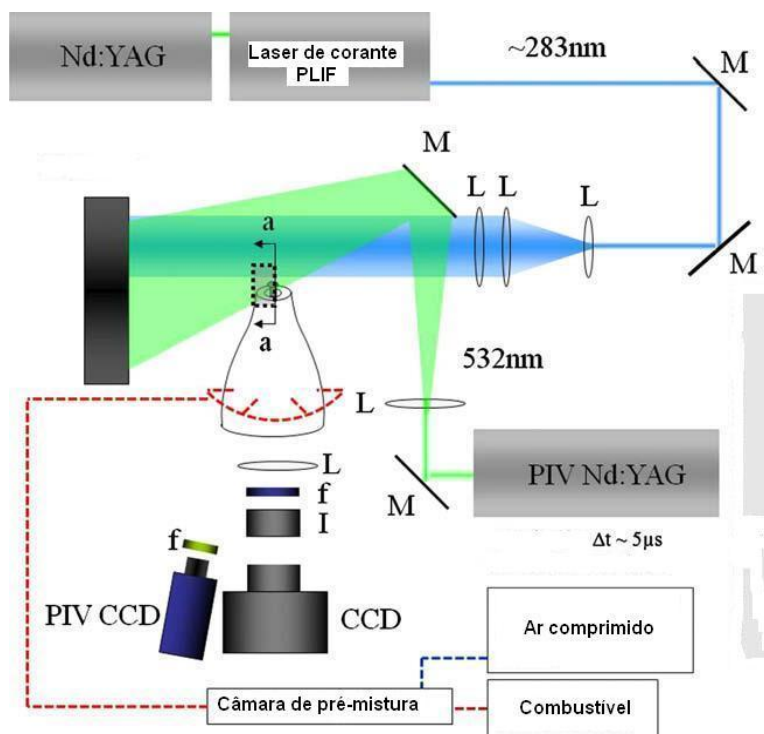 Nd:YAG
Laser de corante
PLIF
~283nm
M
M
L
L
L
a
M
a
532nm
L
L
f
I
M
PIV Nd:YAG
Δt ~ 5μs
f
PIV CCD
CCD
Ar comprimido
Câmara de pré-mistura
Combustível